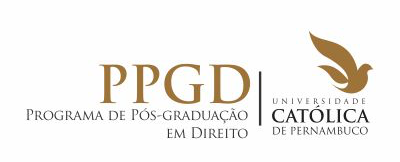 PPGD
PROGRAMA DE PÓS-GRADUAÇÃO
EM DIREITO
UNIVERSIDADE
CATÓLICA
DE PERNAMBUCO